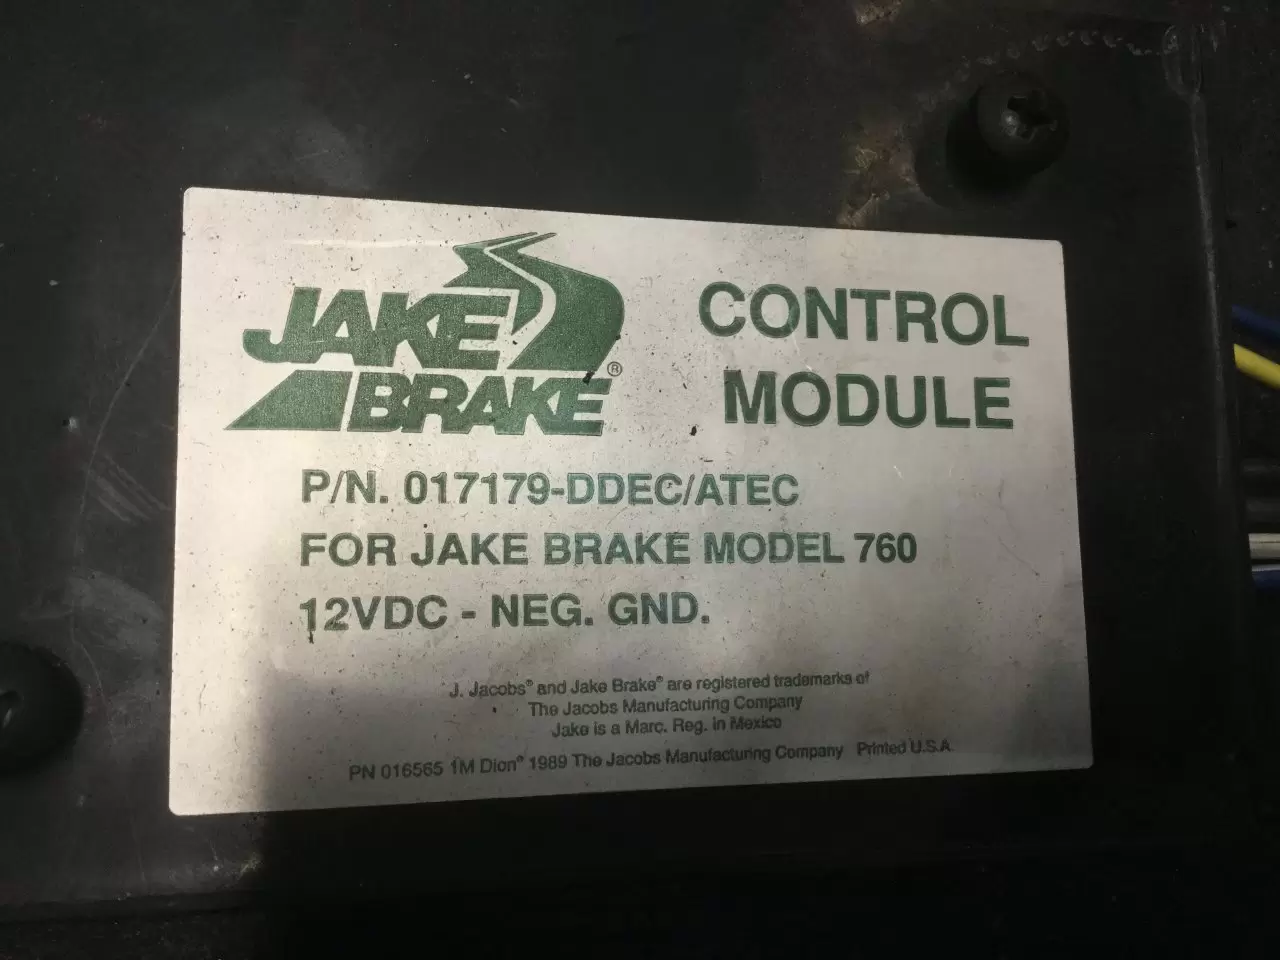 JAKE
BRAKE®
CONTROL
MODULE
P/N. 017179-DDEC/ATEC
FOR JAKE BRAKE MODEL 760
12VDC - NEG. GND.
J. Jacobs® and Jake Brake® are registered trademarks of
The Jacobs Manufacturing Company
Jake is a Marc. Reg. in Mexico
PN 016565 1M Dion® 1989 The Jacobs Manufacturing Company Printed U.S.A.